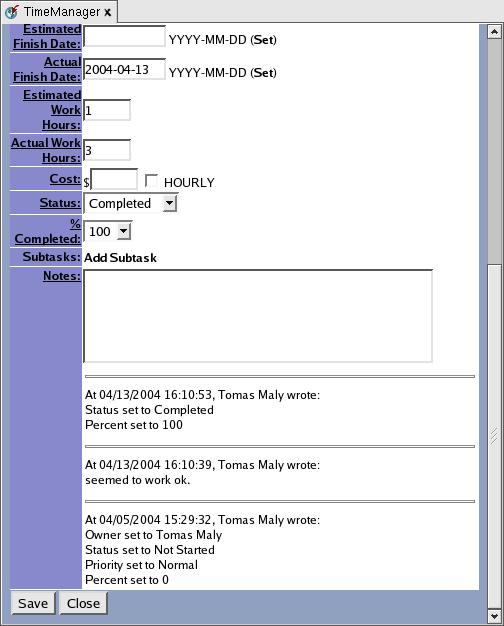 TimeManager x
Estimated
Finish Date: YYYY-MM-DD (Set)
Actual
Finish Date: 2004-04-13 YYYY-MM-DD (Set)
Estimated
Work
Hours: 1
Actual Work
Hours: 3
Cost: $ HOURLY
Status: Completed
%
Completed: 100
Subtasks: Add Subtask
Notes:
At 04/13/2004 16:10:53, Tomas Maly wrote:
Status set to Completed
Percent set to 100
At 04/13/2004 16:10:39, Tomas Maly wrote:
seemed to work ok.
At 04/05/2004 15:29:32, Tomas Maly wrote:
Owner set to Tomas Maly
Status set to Not Started
Priority set to Normal
Percent set to 0
Save Close